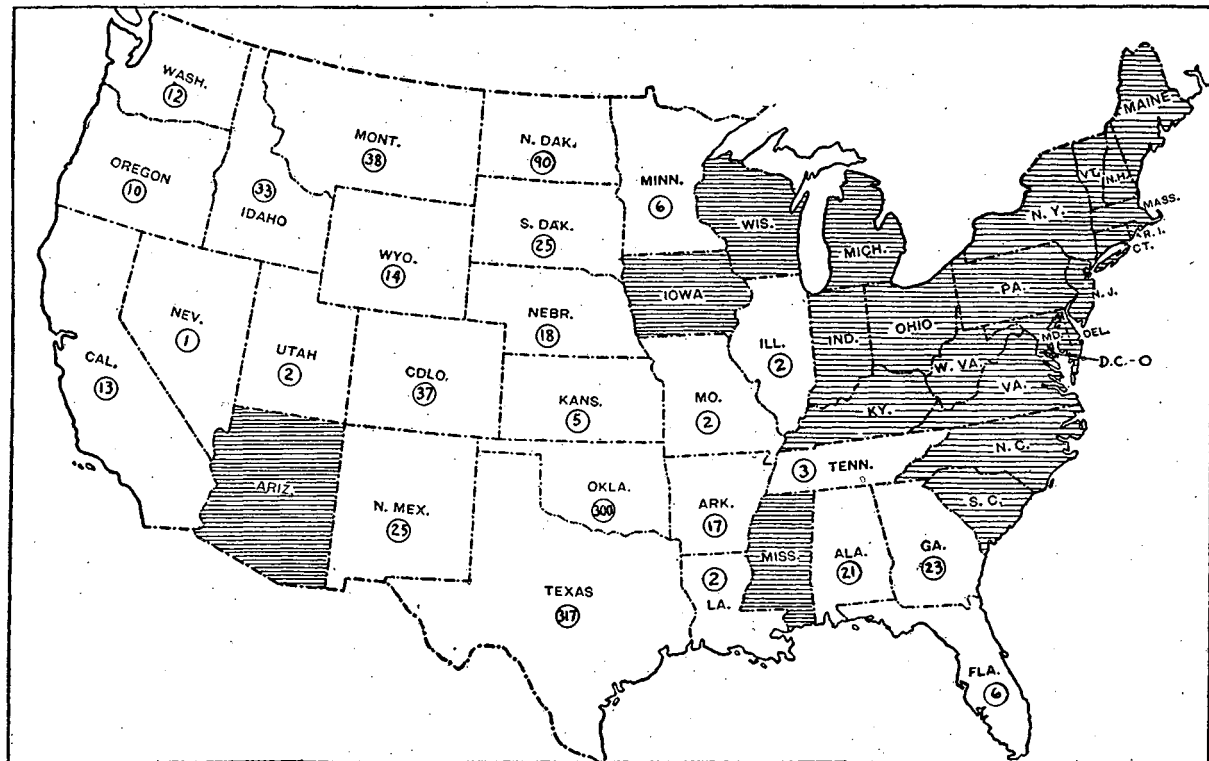 WASH.
12
OREGON
10
CAL.
13
NEV.
1
33
IDAHO
MONT.
38
WYO.
14
UTAH
2
COLO.
37
ARIZ.
N. MEX.
25
N. DAK.
90
S. DAK.
25
NEBR.
18
KANS.
5
OKLA.
300
TEXAS
317
MINN.
6
IOWA
MO.
2
ARK.
17
2
LA.
WIS.
ILL.
2
MICH.
IND.
OHIO
KY.
3 TENN.
MISS.
ALA.
21
GA.
23
FLA.
6
S. C.
N. C.
VA.
W. VA.
MD.
DEL.
D.C.-O
PA.
N. J.
N. Y.
CT.
R. I.
MASS.
VT.
N.H.
MAINE